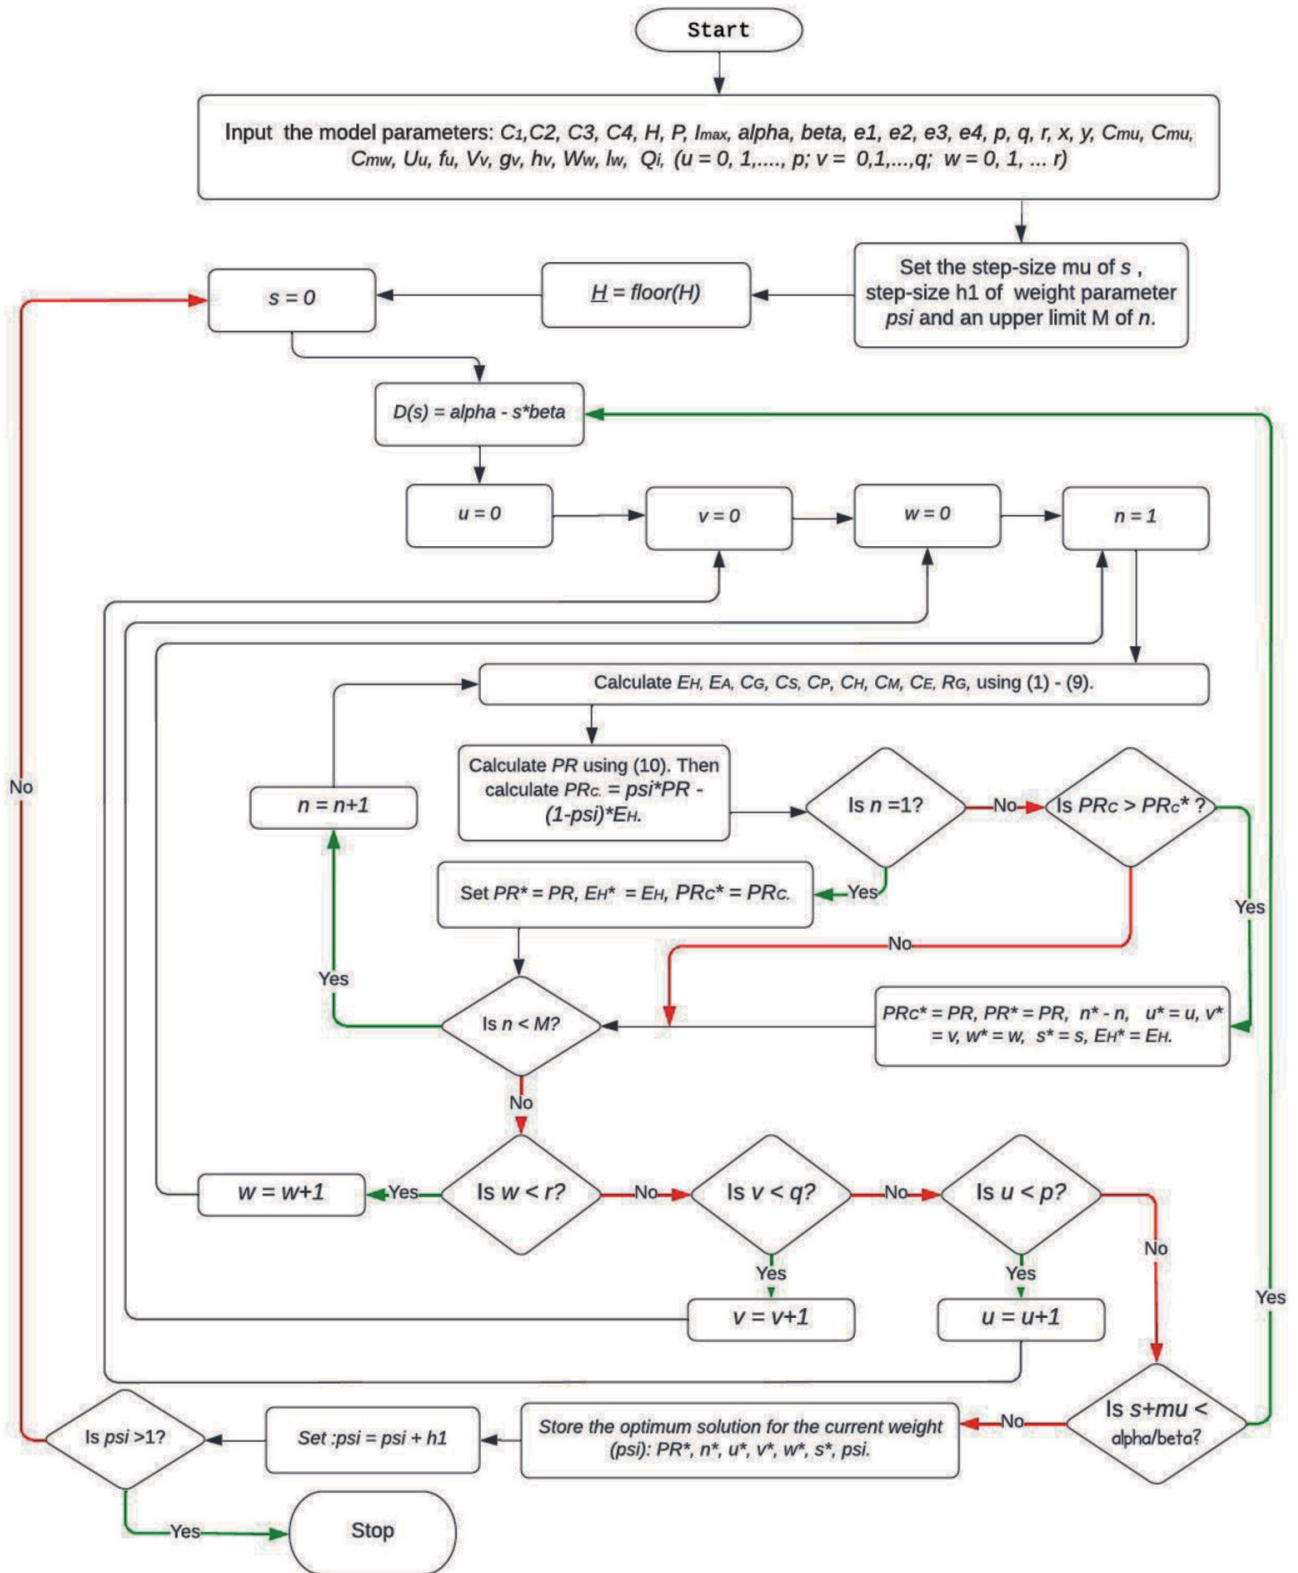 Start
Input the model parameters: C1,C2, C3, C4, H, P, Imax, alpha, beta, e1, e2, e3, e4, p, q, r, x, y, Cmu, Cmu,
Cmw, Uu, fu, Vv, gv, hv, Ww, lw, Qi, (u = 0, 1,...., p; v = 0,1,...,q; w = 0, 1, ... r)
Set the step-size mu of s ,
step-size h1 of weight parameter
psi and an upper limit M of n.
H = floor(H)
s = 0
D(s) = alpha - s*beta
u = 0
v = 0
w = 0
n = 1
Calculate EH, EA, CG, CS, CP, CH, CM, CE, RG, using (1) - (9).
Calculate PR using (10). Then
calculate PRC. = psi*PR -
(1-psi)*EH.
Is n =1?
No
Is PRC > PRC* ?
n = n+1
No
Set PR* = PR, EH* = EH, PRC* = PRC.
Yes
Yes
No
Yes
Is n < M?
PRC* = PR, PR* = PR, n* - n, u* = u, v*
= v, w* = w, s* = s, EH* = EH.
No
w = w+1
Yes
Is w < r?
No
Is v < q?
No
Is u < p?
No
Yes
Yes
Yes
v = v+1
u = u+1
Is s+mu <
alpha/beta?
No
Store the optimum solution for the current weight
(psi): PR*, n*, u*, v*, w*, s*, psi.
Set :psi = psi + h1
Is psi >1?
Yes
Stop